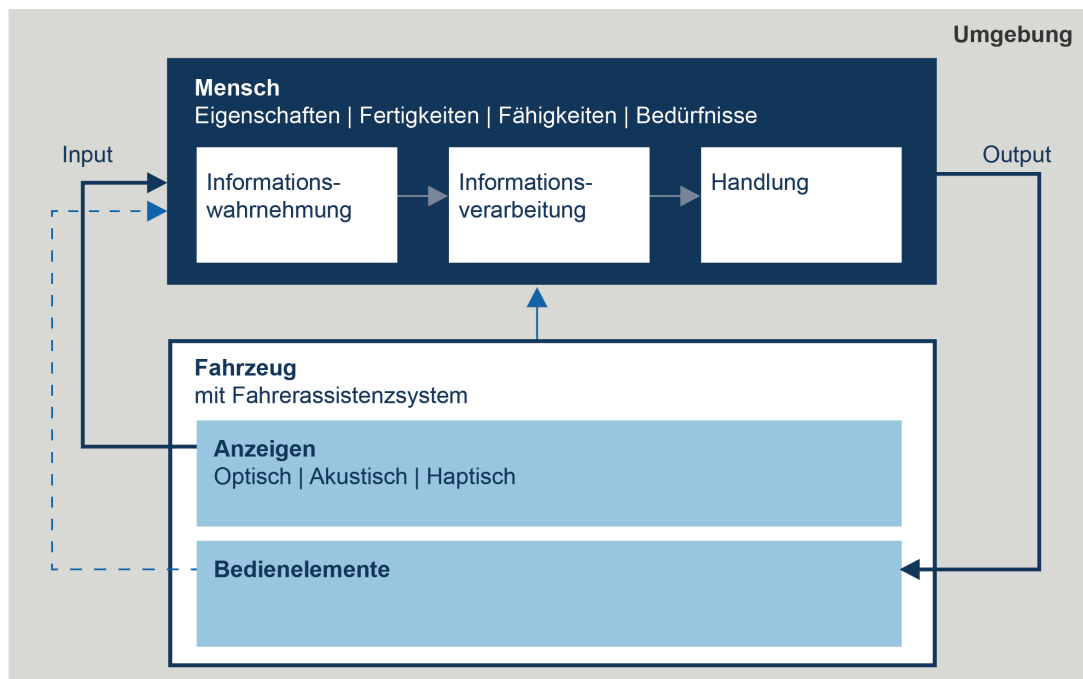 Umgebung
Mensch
Eigenschaften | Fertigkeiten | Fähigkeiten | Bedürfnisse
Input
Output
Informations-
wahrnehmung
Informations-
verarbeitung
Handlung
Fahrzeug
mit Fahrerassistenzsystem
Anzeigen
Optisch | Akustisch | Haptisch
Bedienelemente